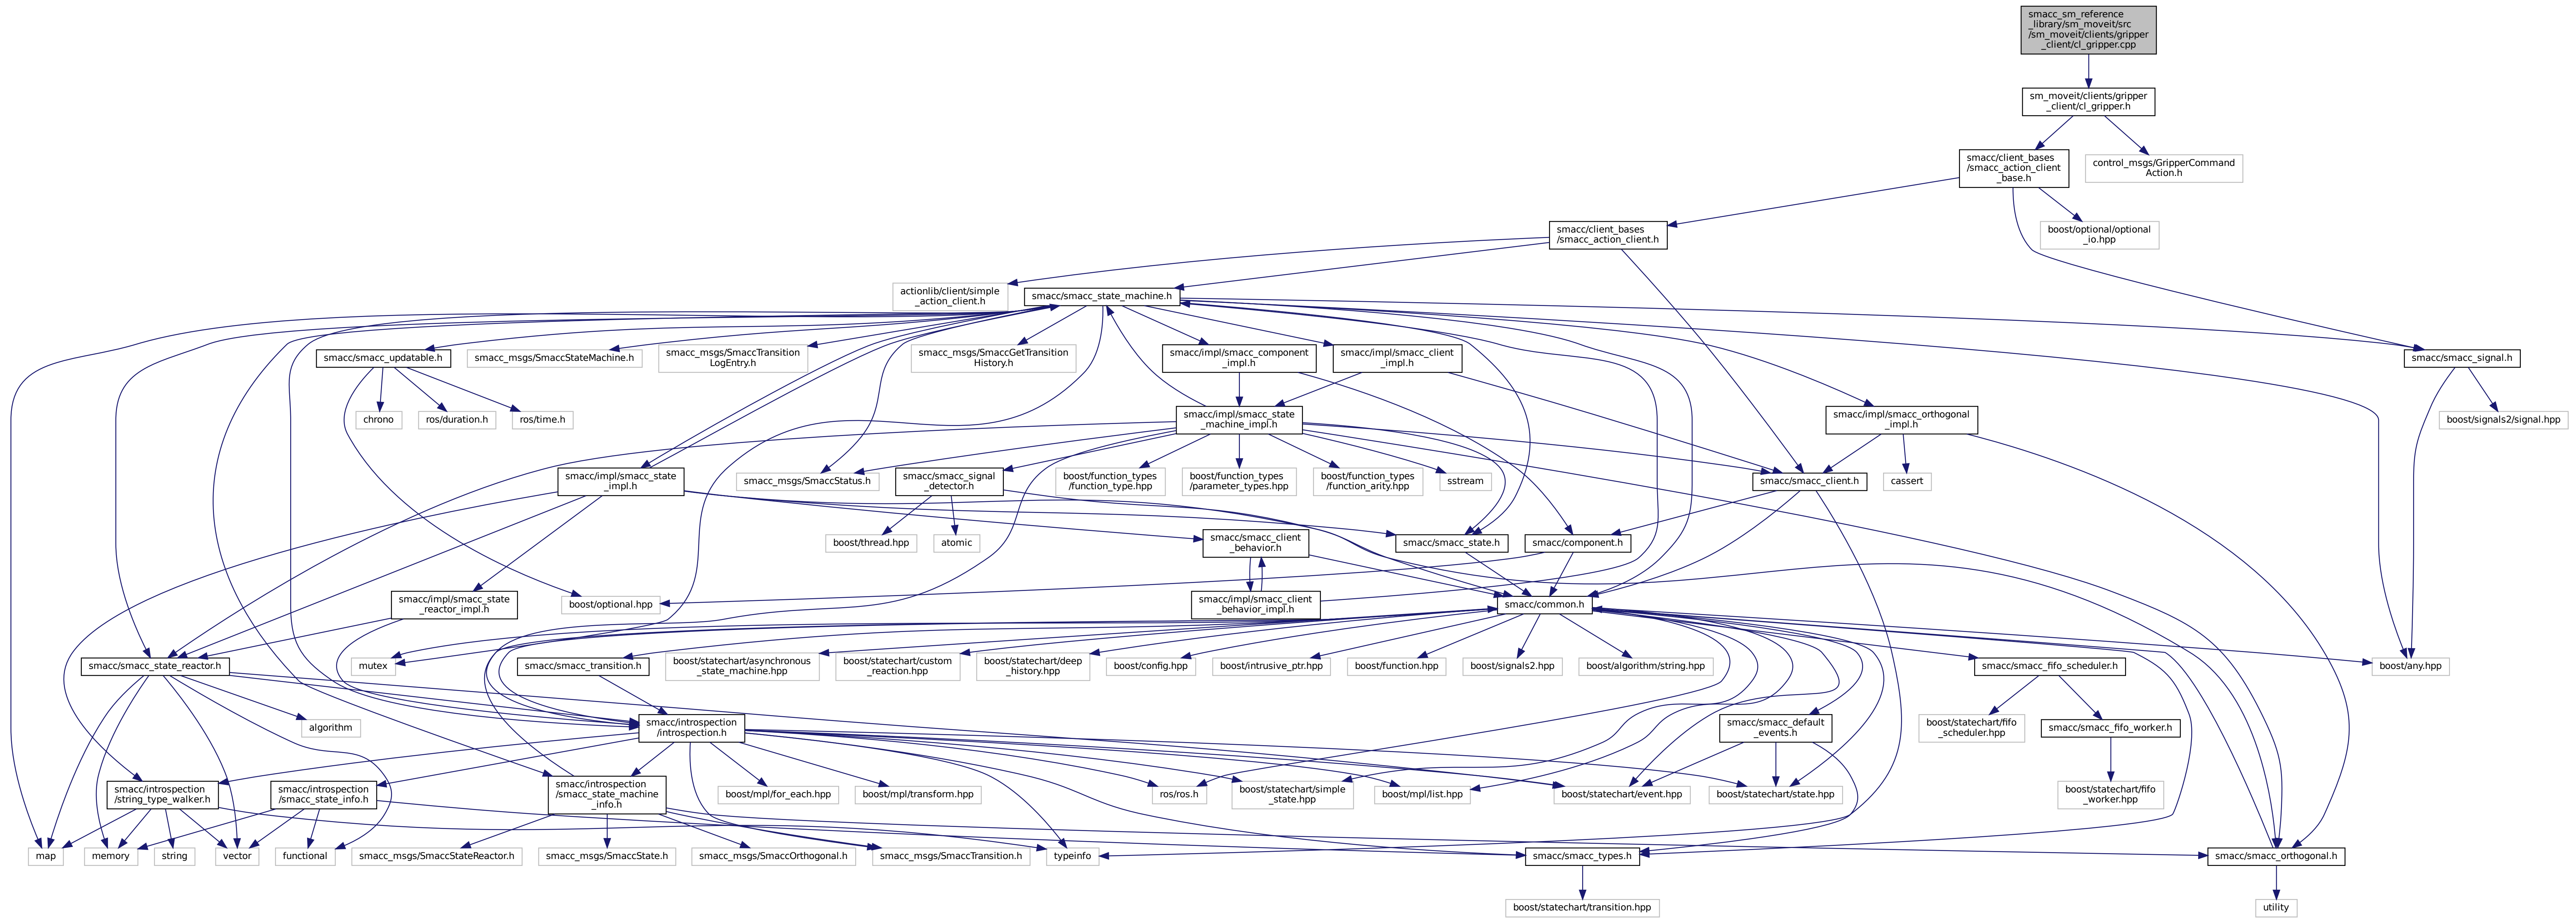 smacc_sm_reference
_library/sm_moveit/src
/sm_moveit/clients/gripper
_client/cl_gripper.cpp
sm_moveit/clients/gripper
_client/cl_gripper.h
smacc/client_bases
/smacc_action_client
_base.h
control_msgs/GripperCommand
Action.h
smacc/client_bases
/smacc_action_client.h
boost/optional/optional
_io.hpp
actionlib/client/simple
_action_client.h
smacc/smacc_state_machine.h
smacc/smacc_updatable.h
smacc_msgs/SmaccStateMachine.h
smacc_msgs/SmaccTransition
LogEntry.h
smacc_msgs/SmaccGetTransition
History.h
smacc/impl/smacc_component
_impl.h
smacc/impl/smacc_client
_impl.h
smacc/smacc_signal.h
chrono
ros/duration.h
ros/time.h
smacc/impl/smacc_state
_machine_impl.h
smacc/impl/smacc_orthogonal
_impl.h
boost/signals2/signal.hpp
smacc/impl/smacc_state
_impl.h
smacc_msgs/SmaccStatus.h
smacc/smacc_signal
_detector.h
boost/function_types
/function_type.hpp
boost/function_types
/parameter_types.hpp
boost/function_types
/function_arity.hpp
sstream
smacc/smacc_client.h
cassert
boost/thread.hpp
atomic
smacc/smacc_client
_behavior.h
smacc/smacc_state.h
smacc/component.h
smacc/impl/smacc_state
_reactor_impl.h
boost/optional.hpp
smacc/impl/smacc_client
_behavior_impl.h
smacc/common.h
smacc/smacc_state_reactor.h
mutex
smacc/smacc_transition.h
boost/statechart/asynchronous
_state_machine.hpp
boost/statechart/custom
_reaction.hpp
boost/statechart/deep
_history.hpp
boost/config.hpp
boost/intrusive_ptr.hpp
boost/function.hpp
boost/signals2.hpp
boost/algorithm/string.hpp
smacc/smacc_fifo_scheduler.h
boost/any.hpp
algorithm
smacc/introspection
/introspection.h
smacc/smacc_default
_events.h
boost/statechart/fifo
_scheduler.hpp
smacc/smacc_fifo_worker.h
smacc/introspection
/string_type_walker.h
smacc/introspection
/smacc_state_info.h
smacc/introspection
/smacc_state_machine
_info.h
boost/mpl/for_each.hpp
boost/mpl/transform.hpp
ros/ros.h
boost/statechart/simple
_state.hpp
boost/mpl/list.hpp
boost/statechart/event.hpp
boost/statechart/state.hpp
boost/statechart/fifo
_worker.hpp
map
memory
string
vector
functional
smacc_msgs/SmaccStateReactor.h
smacc_msgs/SmaccState.h
smacc_msgs/SmaccOrthogonal.h
smacc_msgs/SmaccTransition.h
typeinfo
smacc/smacc_types.h
smacc/smacc_orthogonal.h
boost/statechart/transition.hpp
utility